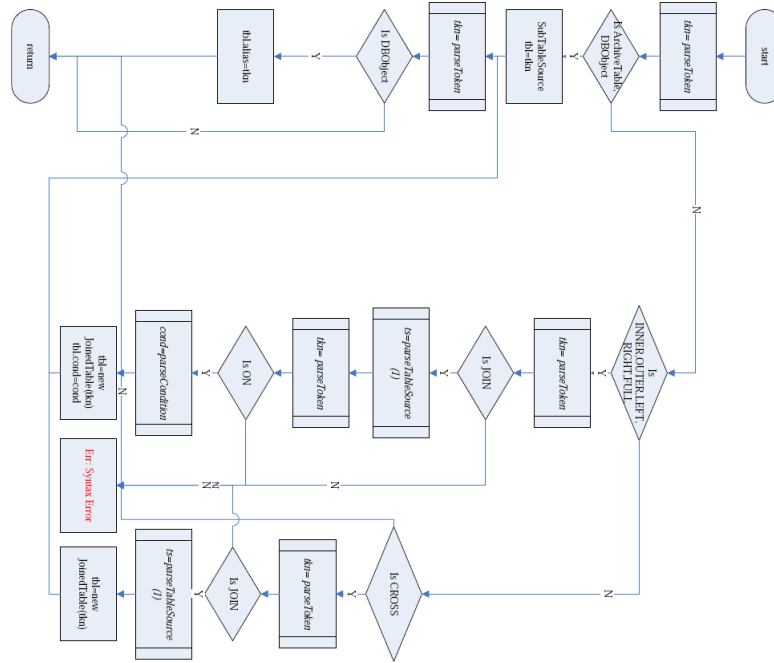 start
tkn= parseToken
Is ArchiveTable,
DBObject
Y
N
SubTableSource
tbl=tkn
tkn= parseToken
Is DBObject
Y
N
tbl.alias=tkn
return
Is
INNER,OUTER,LEFT,
RIGHT,FULL
Y
N
tkn= parseToken
Is JOIN
Y
N
ts=parseTableSource
(1)
tkn= parseToken
Is ON
Y
N
cond=parseCondition
tbl=new
JoinedTable(tkn)
tbl.cond=cond
Err: Syntax Error
Is CROSS
Y
N
tkn= parseToken
Is JOIN
Y
N
ts=parseTableSource
(1)
tbl=new
JoinedTable(tkn)